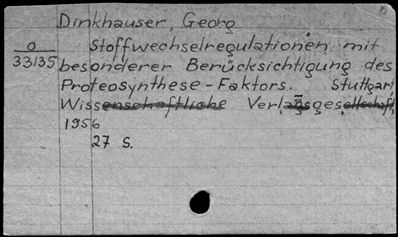 Dinkhauser, Georg
O
33135
Stoffwechselregulationen mit
besonderer Berücksichtigung des
Proteosynthese-Faktors. Stuttgart,
Wissenschaftliche Verlagsgesellschaft,
1956
27 S.